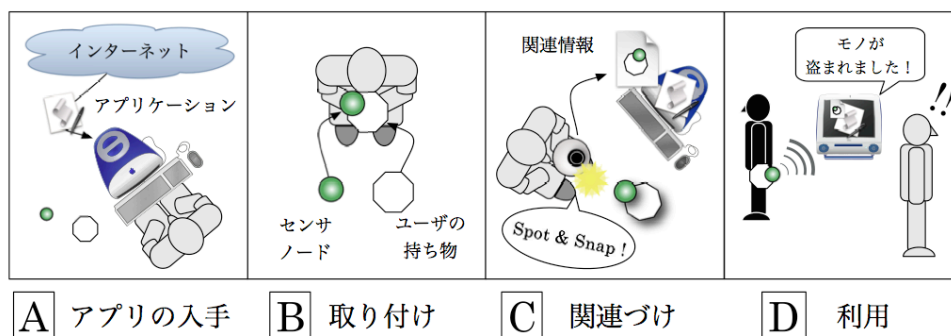 インターネット
アプリケーション
センサ
ノード
ユーザの
持ち物
関連情報
Spot & Snap !
モノが
盗まれました！
!!
A アプリの入手
B 取り付け
C 関連づけ
D 利用